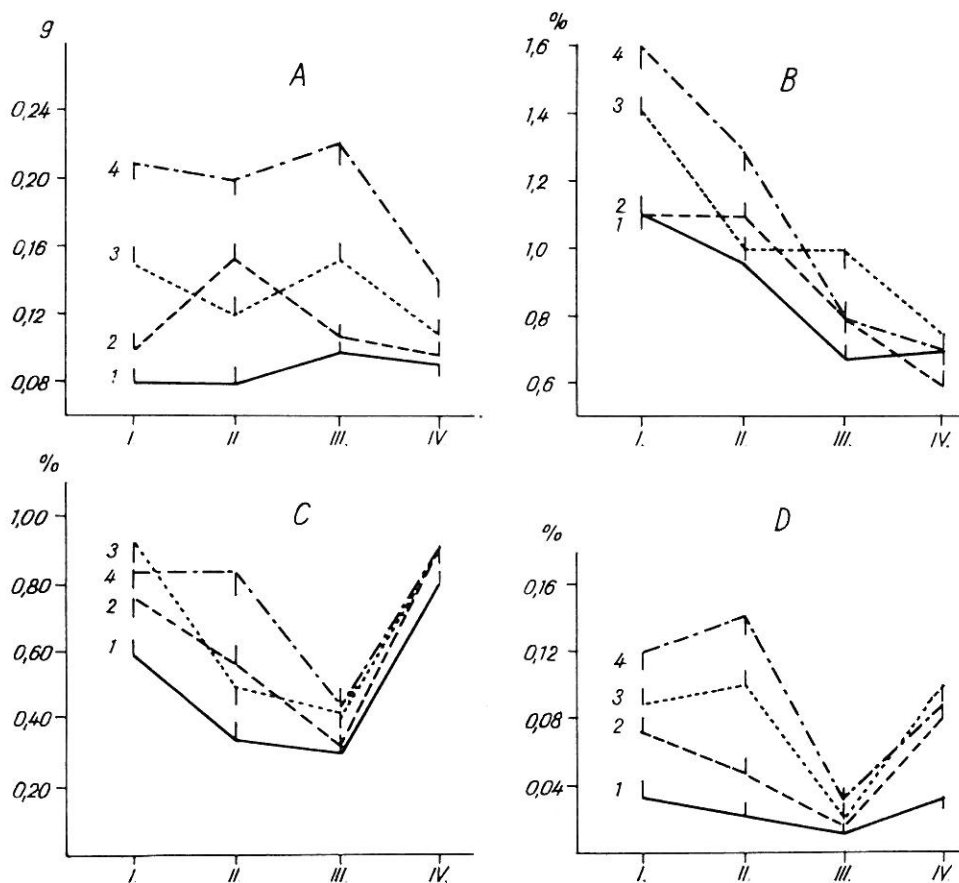 g
A
0,24
0,20
0,16
0,12
0,08
4
3
2
1
I.
II
III.
IV.
%
B
1,6
1,4
1,2
1,0
0,8
0,6
4
3
2
1
I.
II.
III.
IV.
%
C
1,00
0,80
0,60
0,40
0,20
3
4
2
1
I.
II.
III.
IV.
%
D
0,16
0,12
0,08
0,04
4
3
2
1
I.
II.
III.
IV.